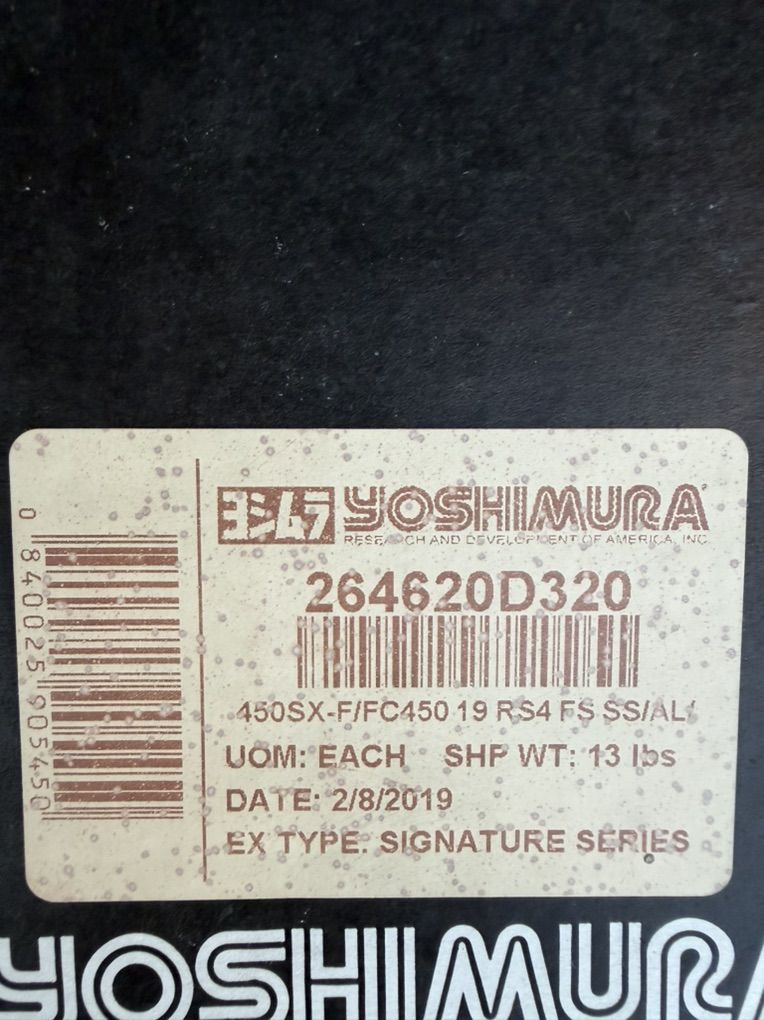 ヨシムラ YOSHIMURA
RESEARCH AND DEVELOPMENT OF AMERICA, INC.
264620D320
450SX-F/FC450 19 RS4 FS SS/AL/
UOM: EACH SHP WT: 13 lbs
DATE: 2/8/2019
EX TYPE. SIGNATURE SERIES
0 840025 905450
YOSHIMURA